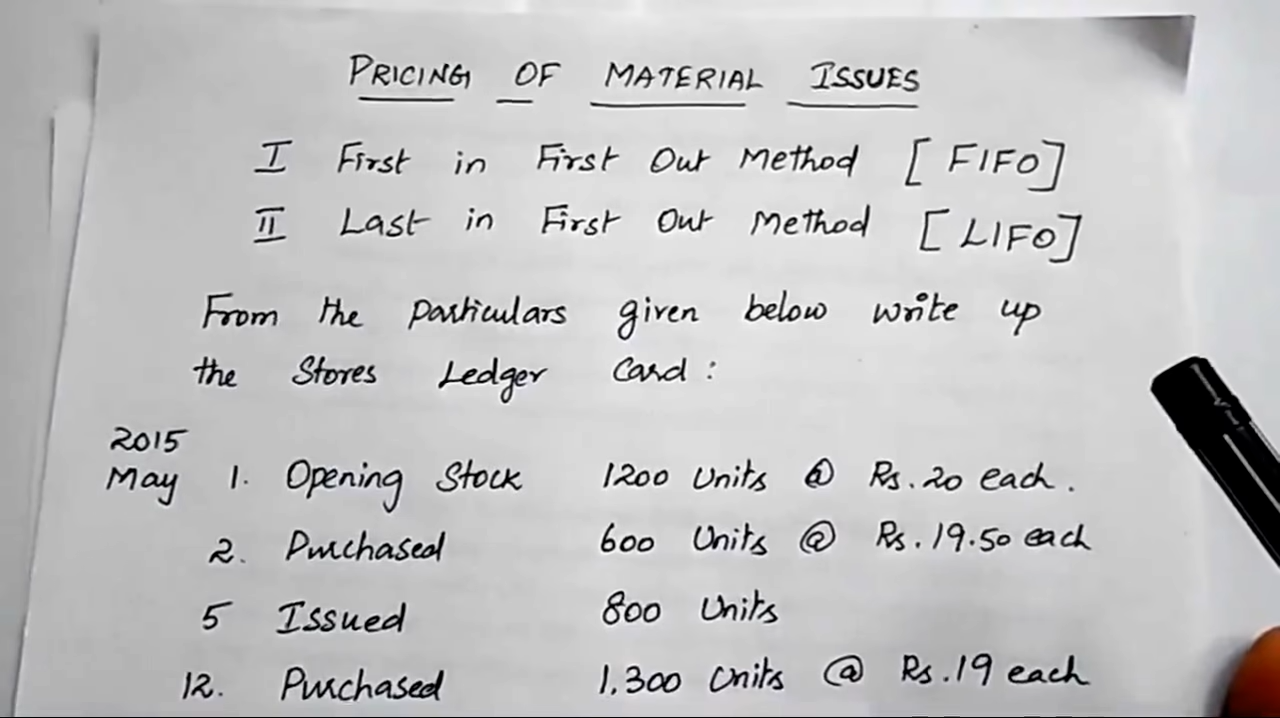 PRICING OF MATERIAL ISSUES
I First in First Out Method [FIFO]
II Last in First Out Method [LIFO]
From the particulars given below write up
the Stores Ledger Card :
2015
May 1. Opening Stock 1200 Units @ Rs. 20 each.
2. Purchased 600 Units @ Rs. 19.50 each
5 Issued 800 Units
12. Purchased 1.300 Units @ Rs. 19 each